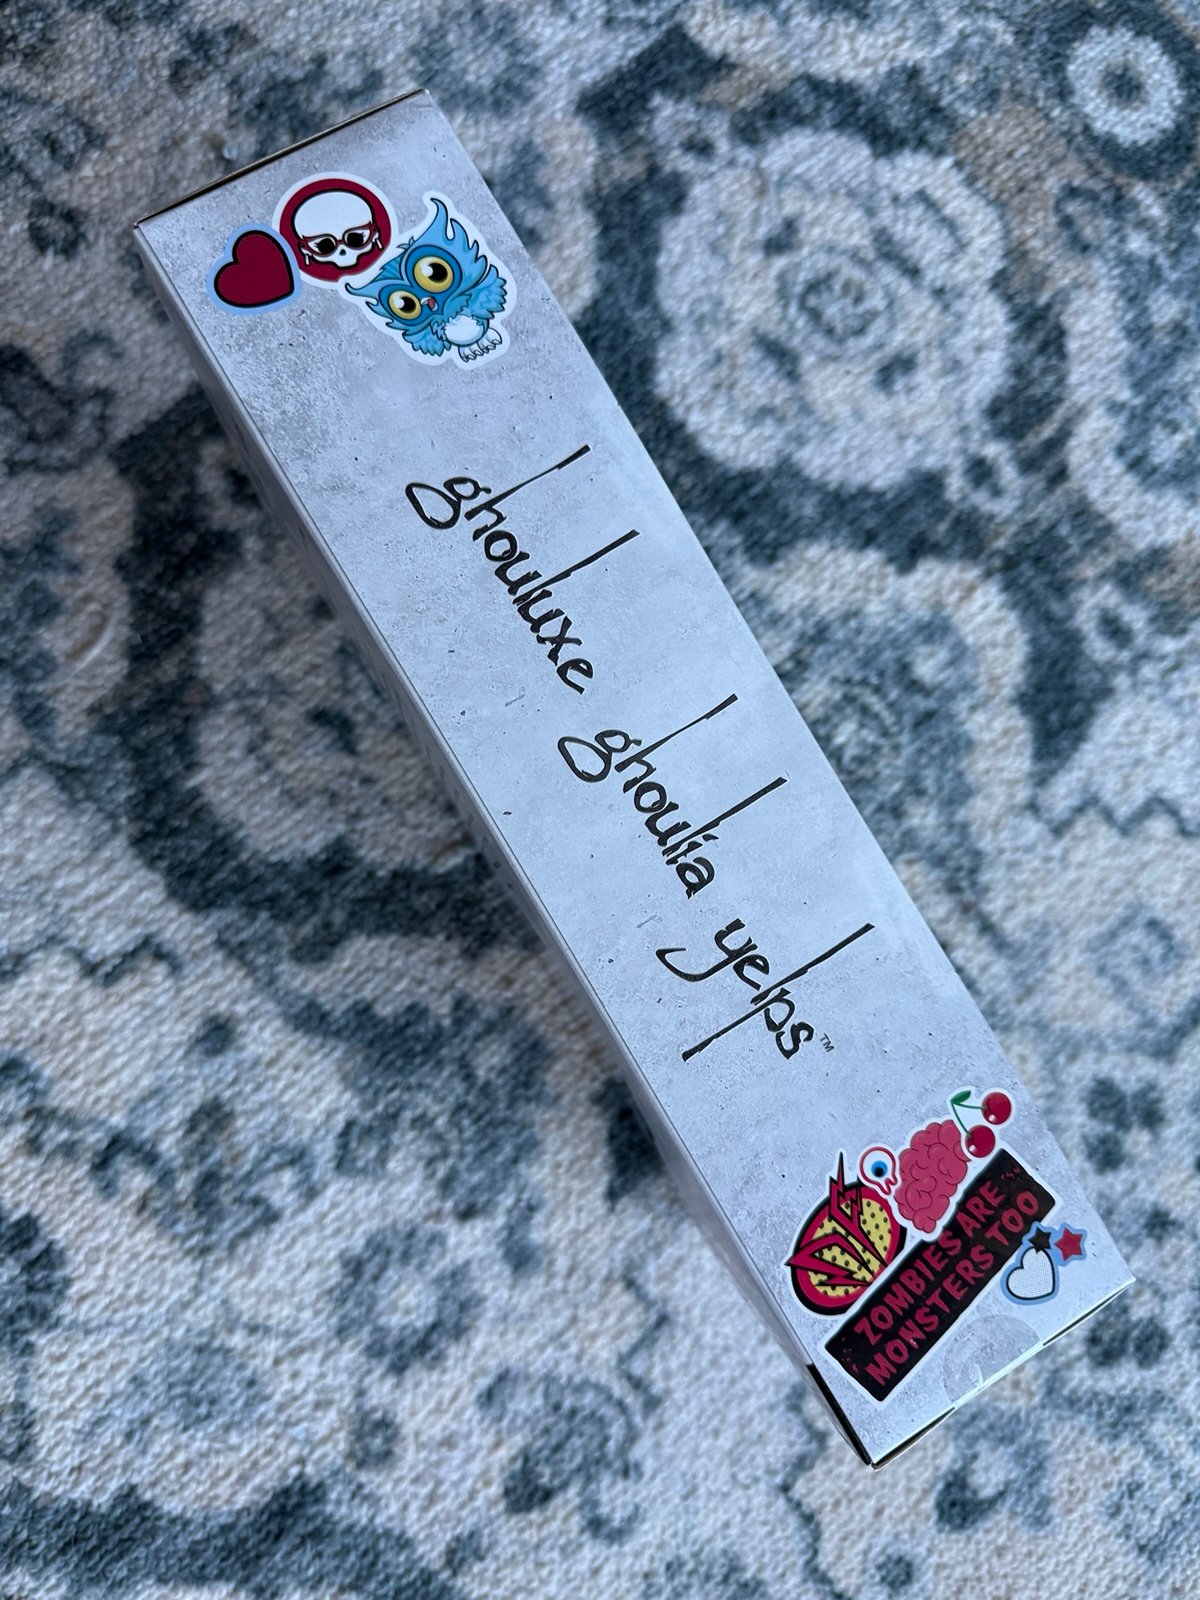 ghouluxe ghoulia yelps™
ZOMBIES ARE
MONSTERS TOO